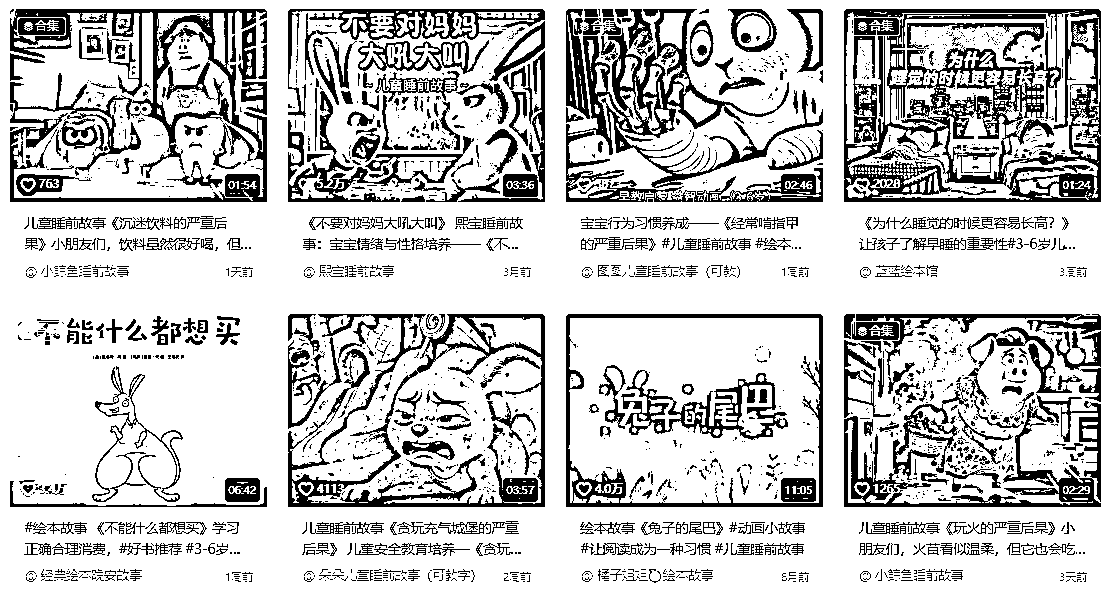 合集
763
01:54
儿童睡前故事《沉迷饮料的严重后
果》小朋友们，饮料虽然很好喝，但...
@小鲸鱼睡前故事
1天前
不要对妈妈
大吼大叫
儿童睡前故事
5.2万
03:36
《不要对妈妈大吼大叫》 熙宝睡前故
事：宝宝情绪与性格培养——《不...
@熙宝睡前故事
3月前
合集
02:46
宝宝行为习惯养成——《经常啃指甲
的严重后果》#儿童睡前故事 #绘本...
儿童睡前故事（可款）
1周前
合集
为什么
睡觉的时候更容易长高？
2028
01:24
《为什么睡觉的时候更容易长高？》
让孩子了解早睡的重要性#3-6岁儿...
@蓝蓝绘本馆
3周前
不能什么都想买
06:42
#绘本故事 《不能什么都想买》学习
正确合理消费，#好书推荐 #3-6岁...
@经典绘本晚安故事
1周前
4113
03:57
儿童睡前故事《贪玩充气城堡的严重
后果》 儿童安全教育培养—《贪玩...
@朵朵儿童睡前故事（可款字）
2周前
兔子的尾巴
4.0万
11:05
绘本故事《兔子的尾巴》#动画小故事
#让阅读成为一种习惯 #儿童睡前故事
绘本故事
6月前
合集
126
02:29
儿童睡前故事《玩火的严重后果》小
朋友们，火苗看似温柔，但它也会吃...
@小鲸鱼睡前故事
3天前